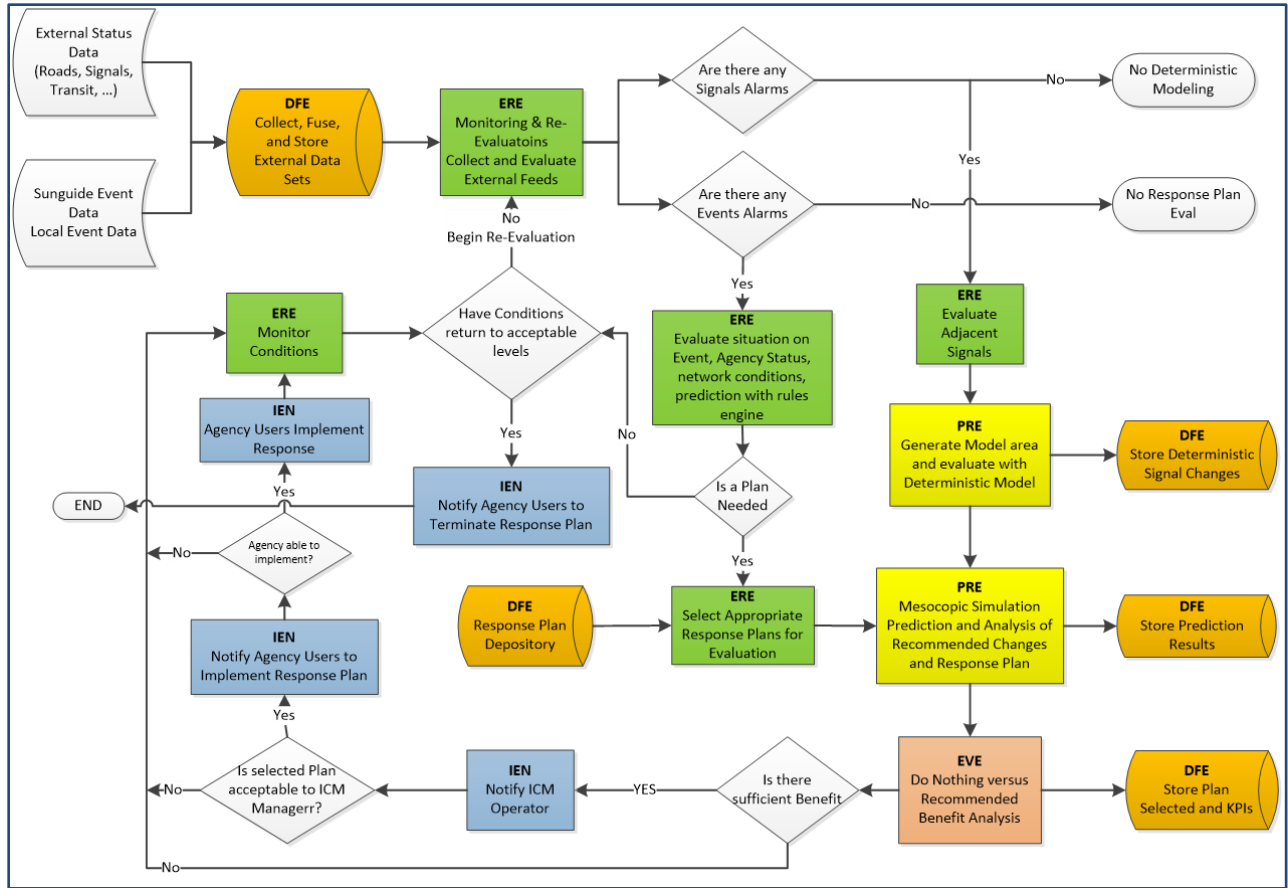 External Status
Data
(Roads, Signals,
Transit, ...)
Sunguide Event
Data
Local Event Data
DFE
Collect, Fuse,
and Store
External Data
Sets
ERE
Monitoring & Re-
Evaluatoins
Collect and Evaluate
External Feeds
Are there any
Signals Alarms
No
No Deterministic
Modeling
Yes
Are there any
Events Alarms
No
No Response Plan
Eval
No
Begin Re-Evaluation
Yes
ERE
Monitor
Conditions
Have Conditions
return to acceptable
levels
ERE
Evaluate situation on
Event, Agency Status,
network conditions,
prediction with rules
engine
ERE
Evaluate
Adjacent
Signals
IEN
Agency Users Implement
Response
Yes
No
PRE
Generate Model area
and evaluate with
Deterministic Model
DFE
Store Deterministic
Signal Changes
Yes
END
IEN
Notify Agency Users to
Terminate Response Plan
Is a Plan
Needed
Agency able to
implement?
No
Yes
IEN
Notify Agency Users to
Implement Response Plan
DFE
Response Plan
Depository
ERE
Select Appropriate
Response Plans for
Evaluation
PRE
Mesocopic Simulation
Prediction and Analysis of
Recommended Changes
and Response Plan
DFE
Store Prediction
Results
Yes
Is selected Plan
acceptable to ICM
Managerr?
No
IEN
Notify ICM
Operator
YES
Is there
sufficient Benefit
EVE
Do Nothing versus
Recommended
Benefit Analysis
DFE
Store Plan
Selected and KPIs
No